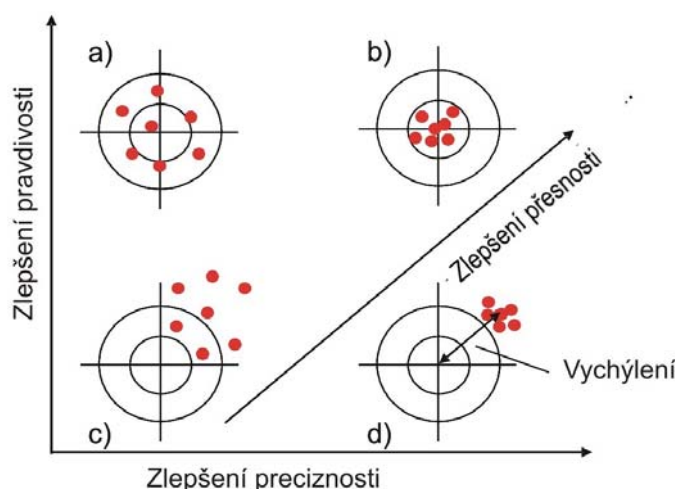 a)
b)
Zlepšení pravdivosti
Zlepšení přesnosti
Vychýlení
c)
d)
Zlepšení preciznosti